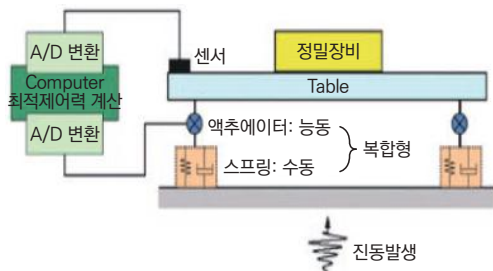 A/D 변환
Computer
최적제어력 계산
A/D 변환
센서
정밀장비
Table
액추에이터: 능동
스프링: 수동
복합형
진동발생